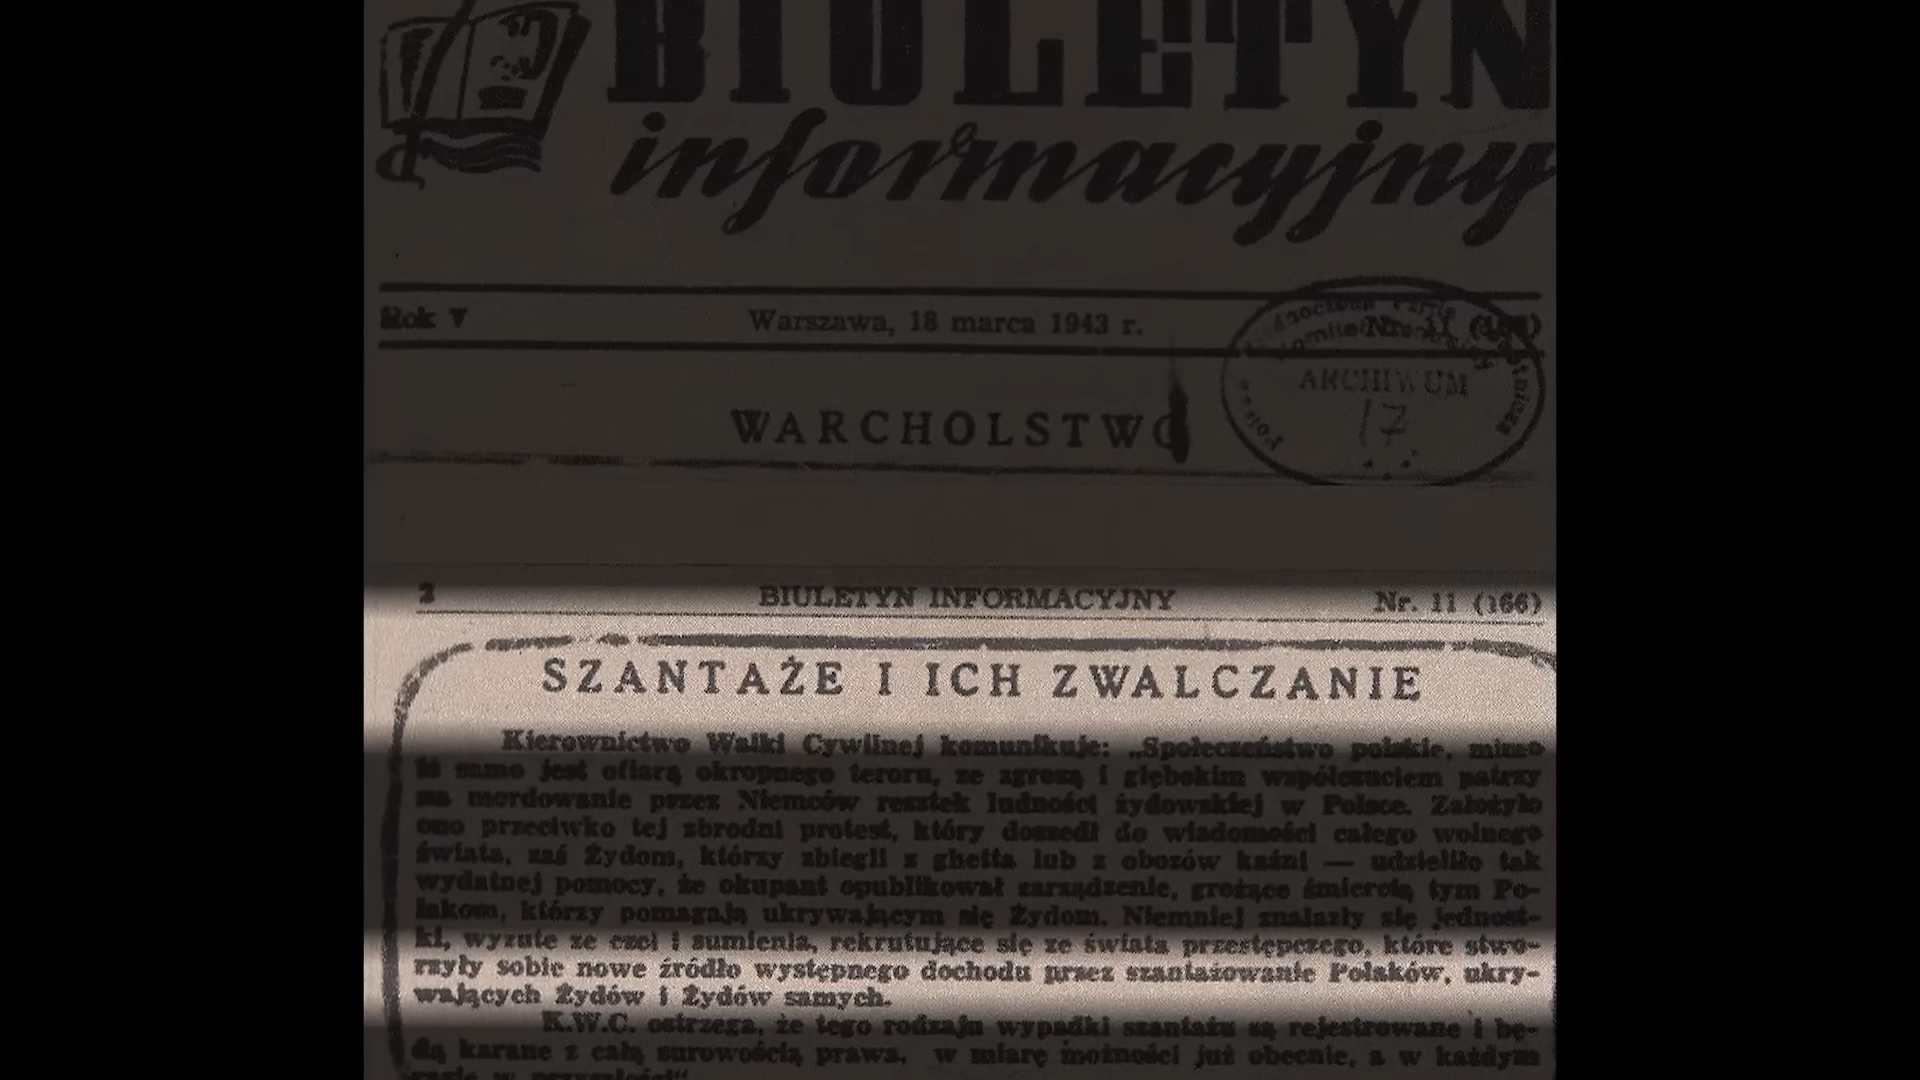 BIULETYN
informacyjny
Rok V Warszawa, 18 marca 1943 r. Nr. 11
ARCHIWUM
17
WARCHOLSTWO
2 BIULETYN INFORMACYJNY Nr. 11 (166)
SZANTAŻE I ICH ZWALCZANIE
Kierownictwo Walki Cywilnej komunikuje: „Społeczeństwo polskie, mimo
iż samo jest ofiarą okropnego teroru, ze zgrozą i głębokim współczuciem patrzy
na mordowanie przez Niemców resztek ludności żydowskiej w Polsce. Założyło
ono przeciwko tej zbrodni protest, który doszedł do wiadomości całego wolnego
świata, zaś Żydom, którzy zbiegli z ghetta lub z obozów kaźni — udzieliło tak
wydatnej pomocy, że okupant opublikował zarządzenie, grożące śmiercią tym Po-
lakom, którzy pomagają ukrywającym się Żydom. Niemniej znalazły się jednost-
ki, wyzute ze czci i sumienia, rekrutujące się ze świata przestępczego, które stwo-
rzyły sobie nowe źródło występnego dochodu przez szantażowanie Polaków, ukry-
wających Żydów i Żydów samych.
K.W.C. ostrzega, że tego rodzaju wypadki szantażu są rejestrowane i bę-
dą karane z całą surowością prawa, w miarę możności już obecnie, a w każdym
razie w przyszłości“